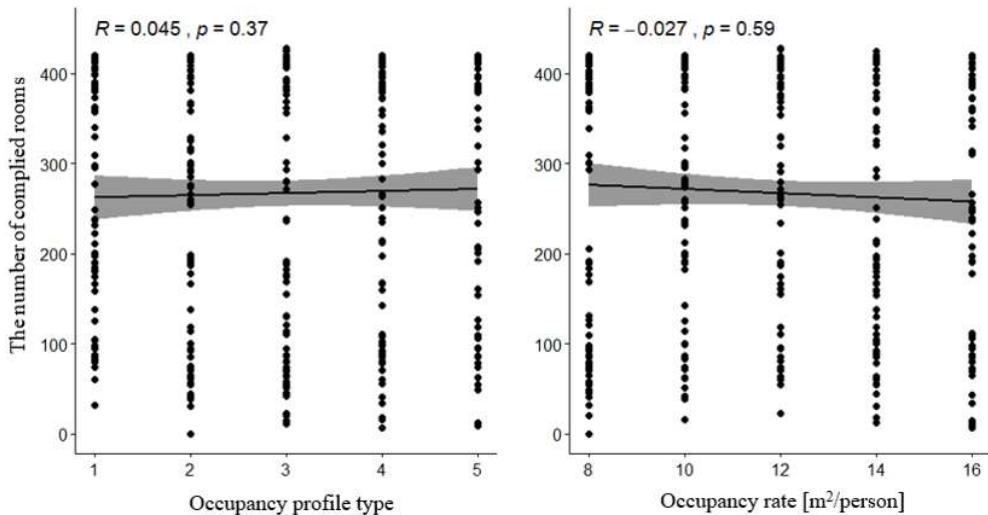 R = 0.045 , p = 0.37
R = −0.027 , p = 0.59
The number of complied rooms
400
300
200
100
0
1 2 3 4 5
Occupancy profile type
400
300
200
100
0
8 10 12 14 16
Occupancy rate [m²/person]